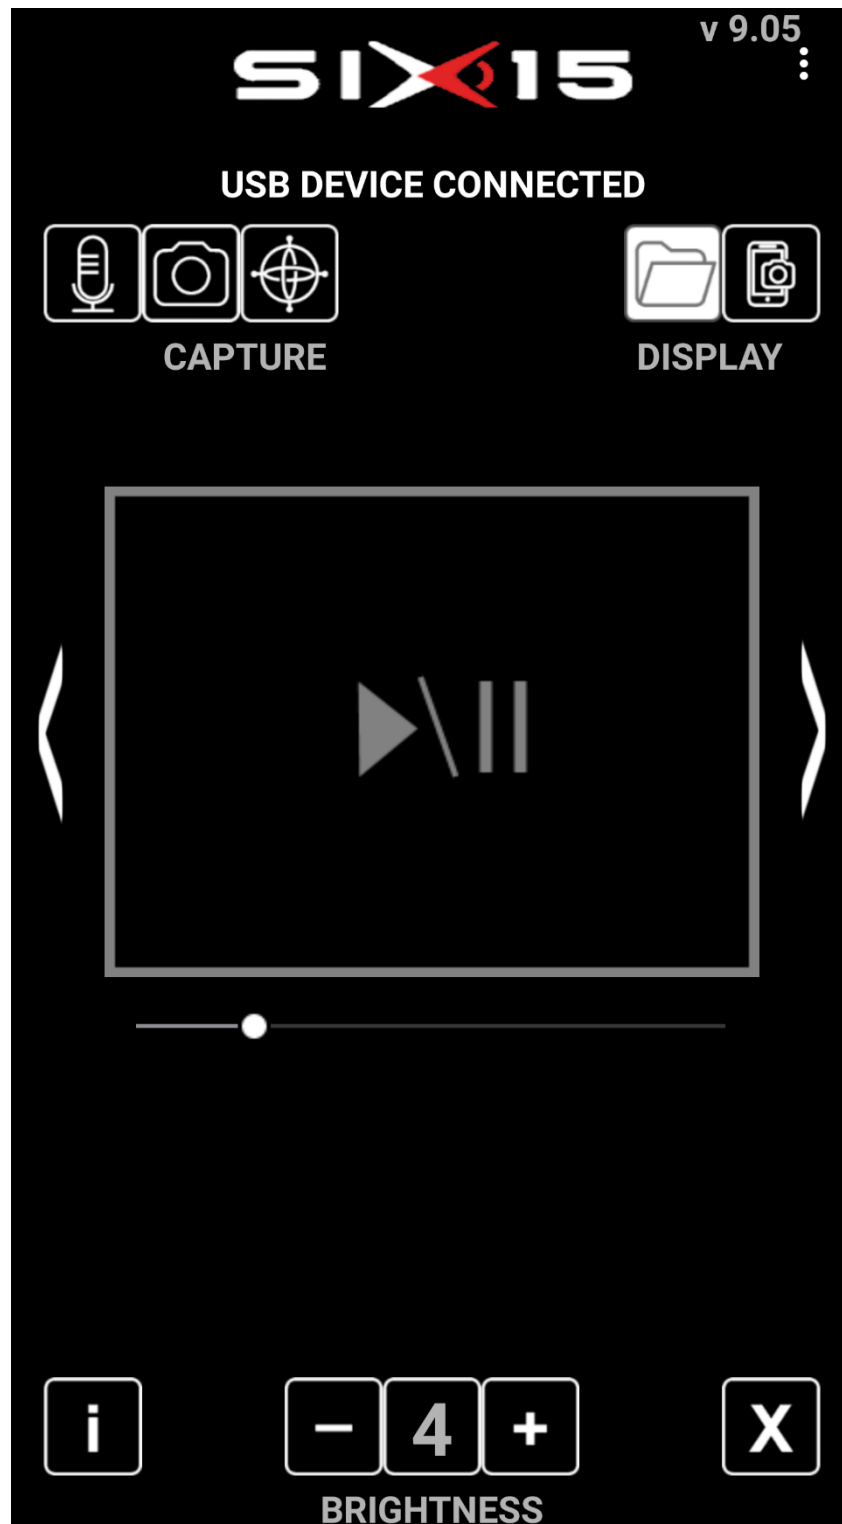 v 9.05
SIX15
USB DEVICE CONNECTED
CAPTURE
DISPLAY
i
− 4 +
X
BRIGHTNESS